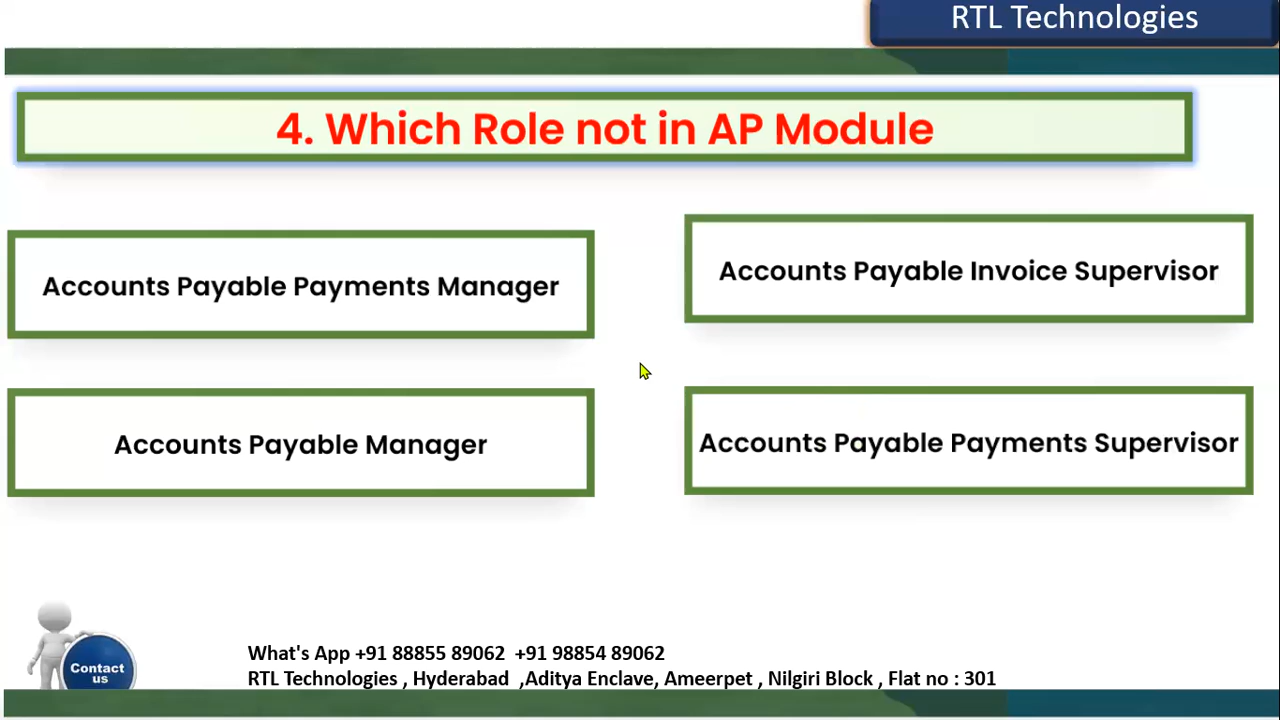 RTL Technologies
4. Which Role not in AP Module
Accounts Payable Payments Manager
Accounts Payable Invoice Supervisor
Accounts Payable Manager
Accounts Payable Payments Supervisor
Contact
us
What's App +91 88855 89062 +91 98854 89062
RTL Technologies , Hyderabad ,Aditya Enclave, Ameerpet , Nilgiri Block , Flat no : 301